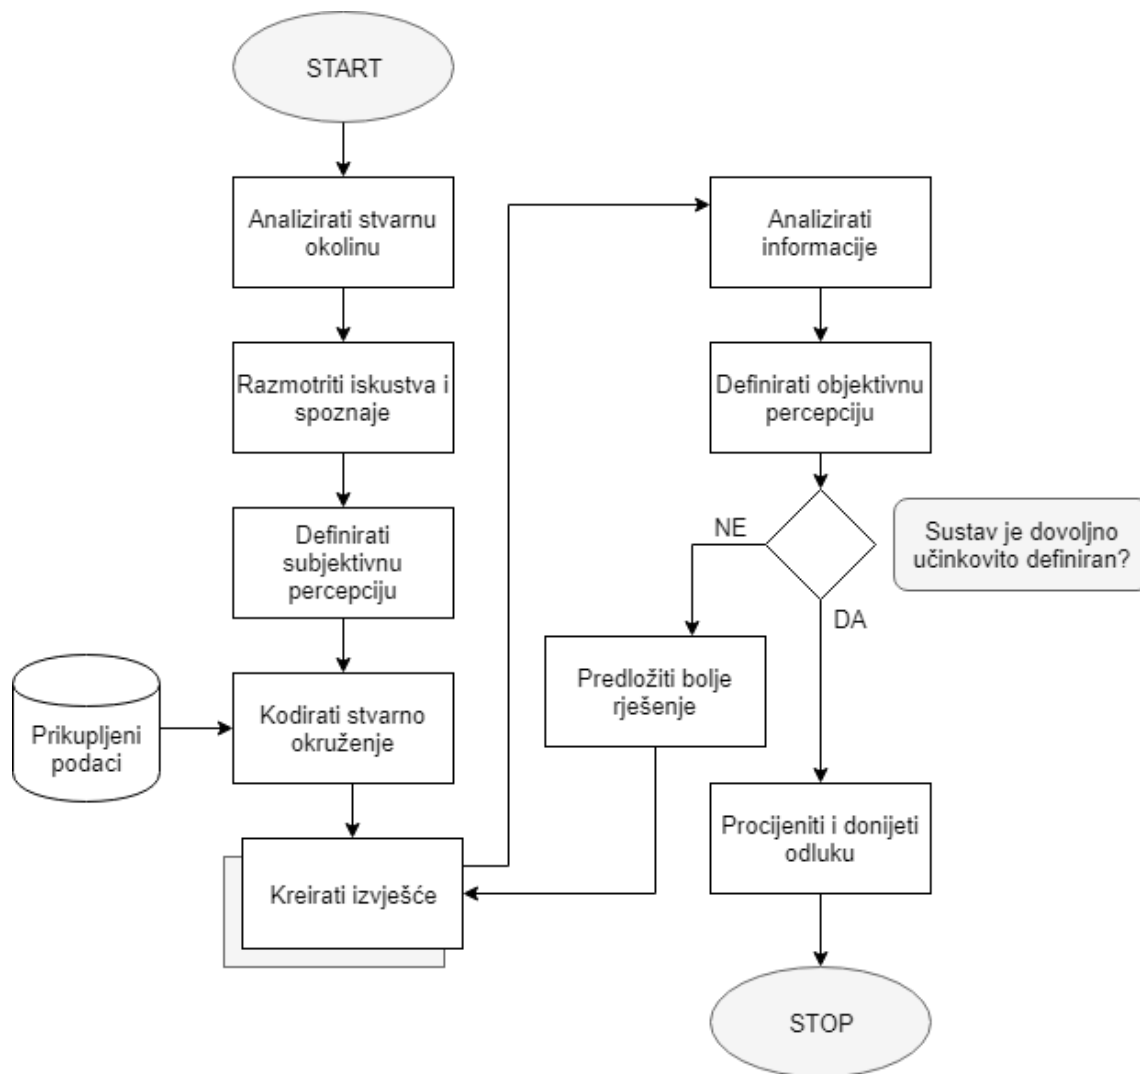 START
Analizirati stvarnu
okolinu
Razmotriti iskustva i
spoznaje
Definirati
subjektivnu
percepciju
Prikupljeni
podaci
Kodirati stvarno
okruženje
Kreirati izvješće
Analizirati
informacije
Definirati objektivnu
percepciju
Sustav je dovoljno
učinkovito definiran?
NE
DA
Predložiti bolje
rješenje
Procijeniti i donijeti
odluku
STOP